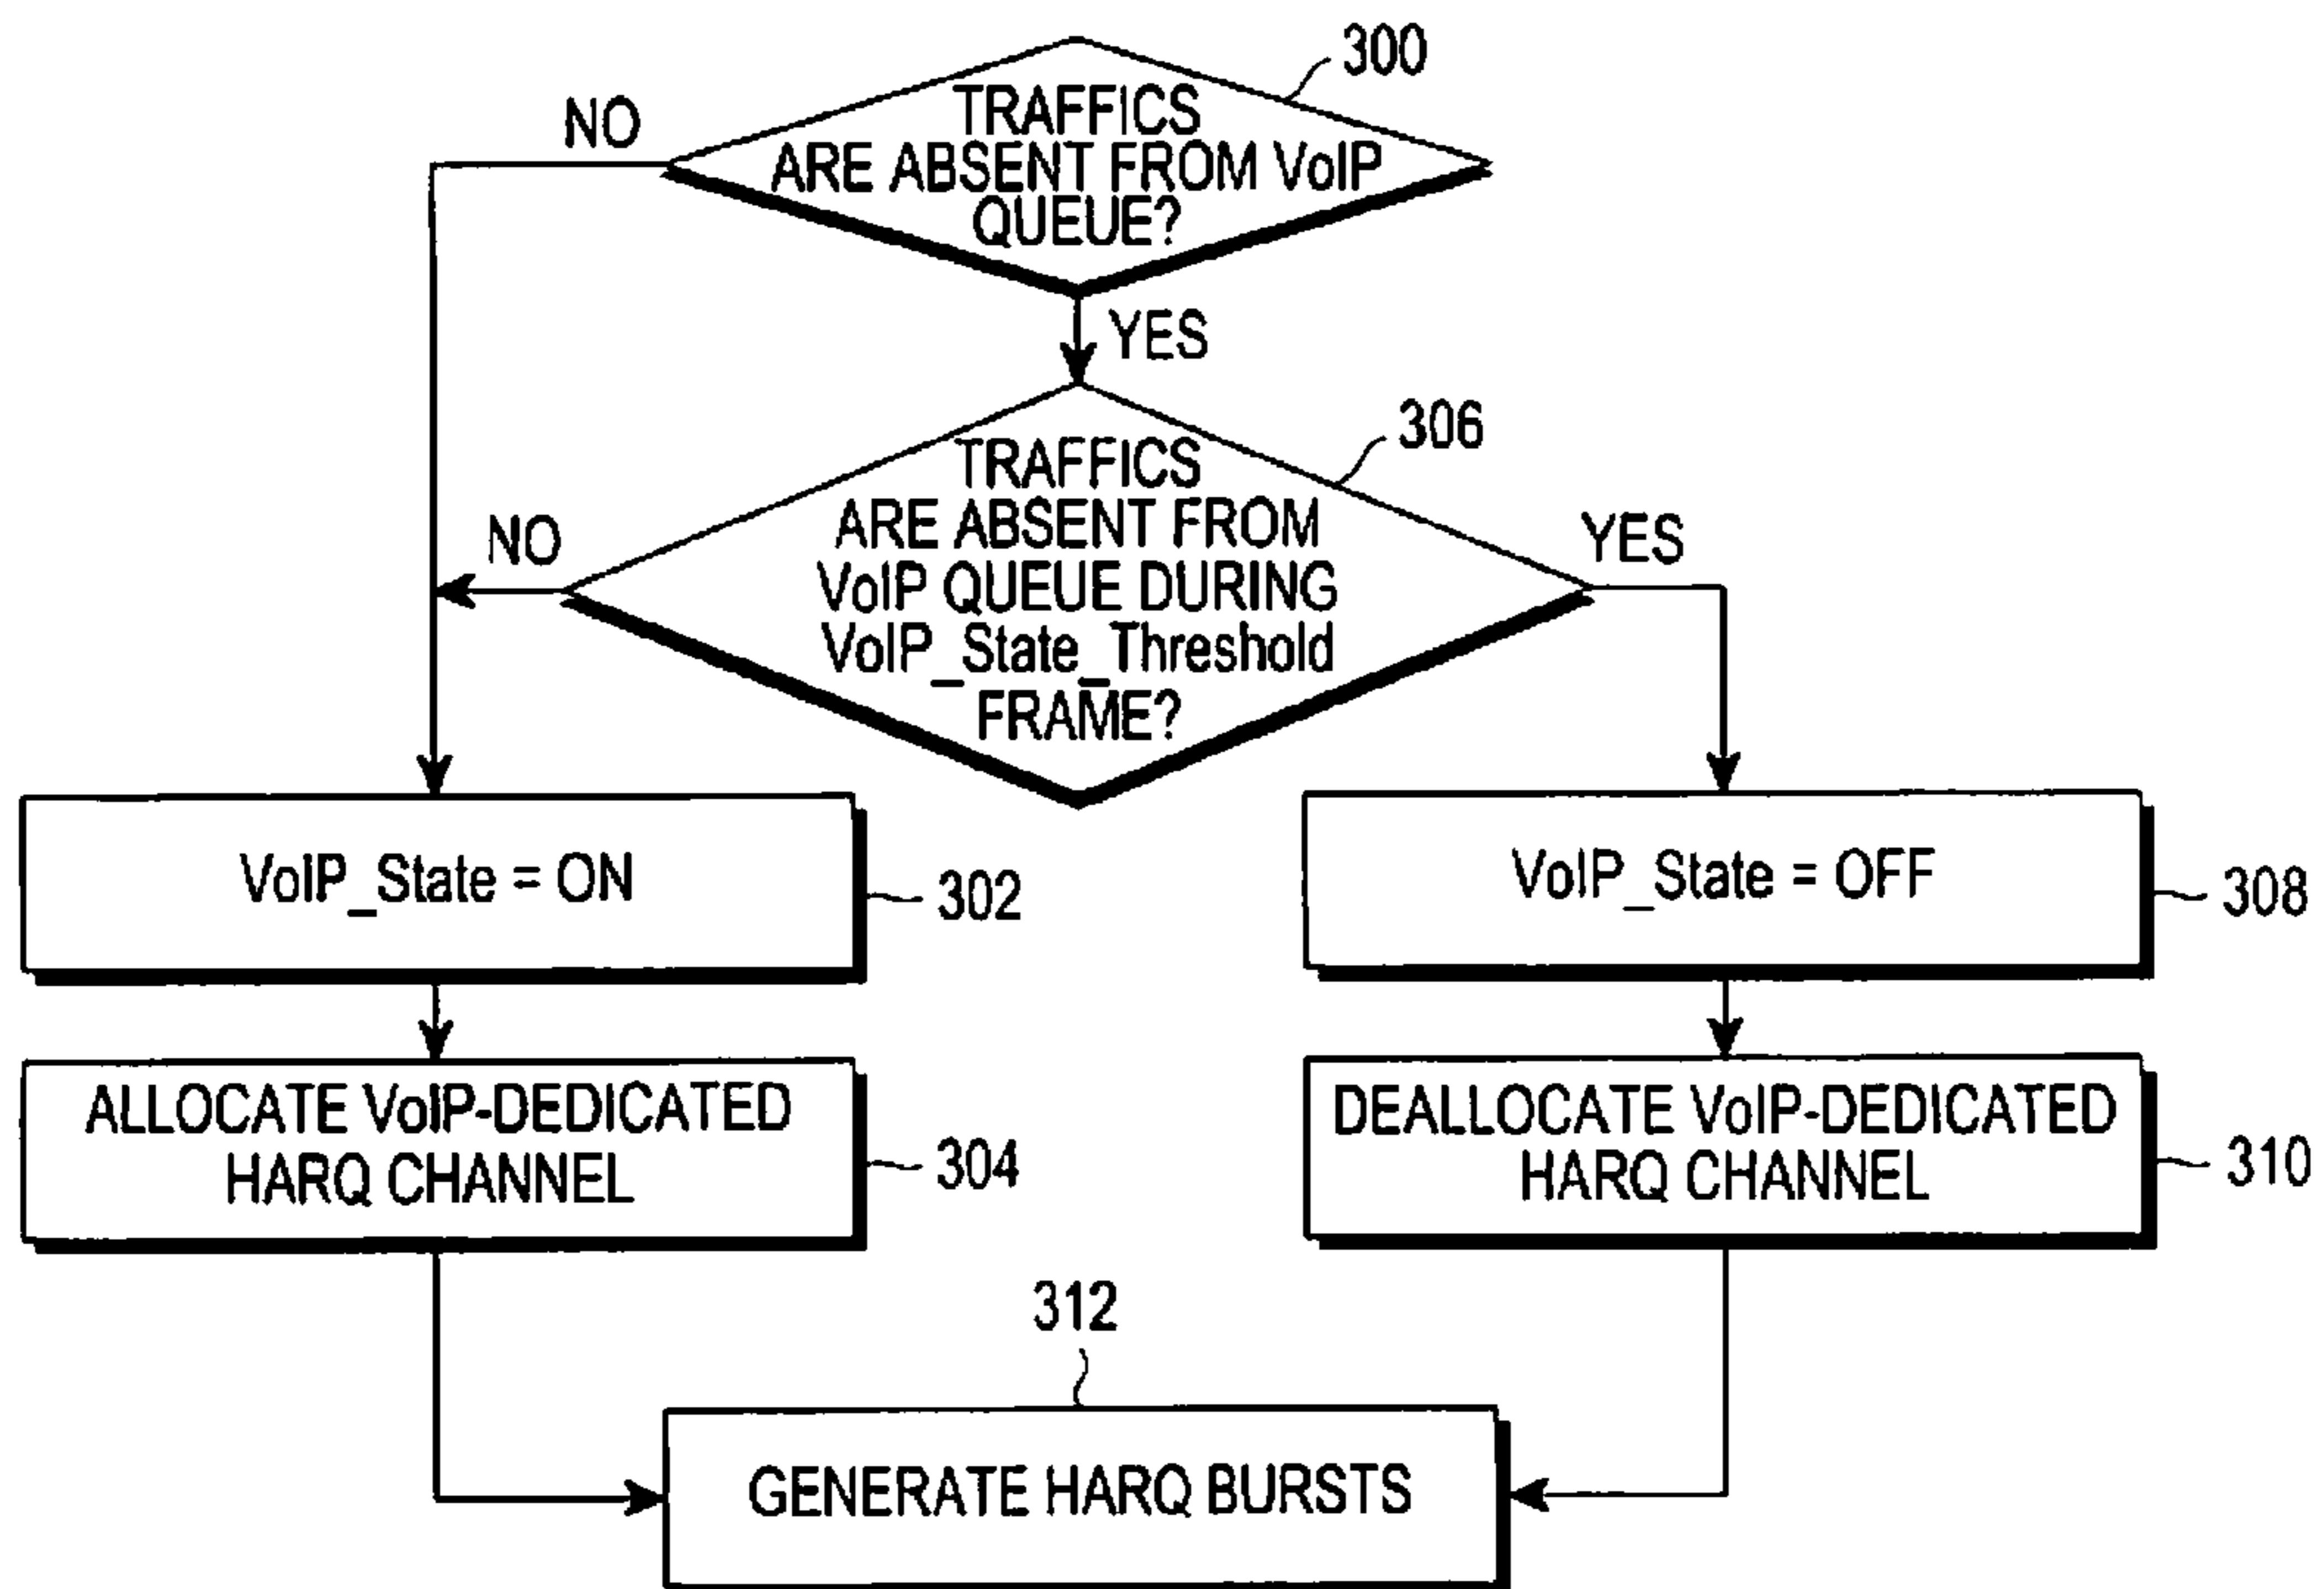 300
NO
TRAFFICS
ARE ABSENT FROM VoIP
QUEUE?
YES
306
TRAFFICS
ARE ABSENT FROM
VoIP QUEUE DURING
VoIP_State_Threshold
FRAME?
NO
YES
VoIP_State = ON
302
VoIP_State = OFF
308
ALLOCATE VoIP-DEDICATED
HARQ CHANNEL
304
DEALLOCATE VoIP-DEDICATED
HARQ CHANNEL
310
312
GENERATE HARQ BURSTS